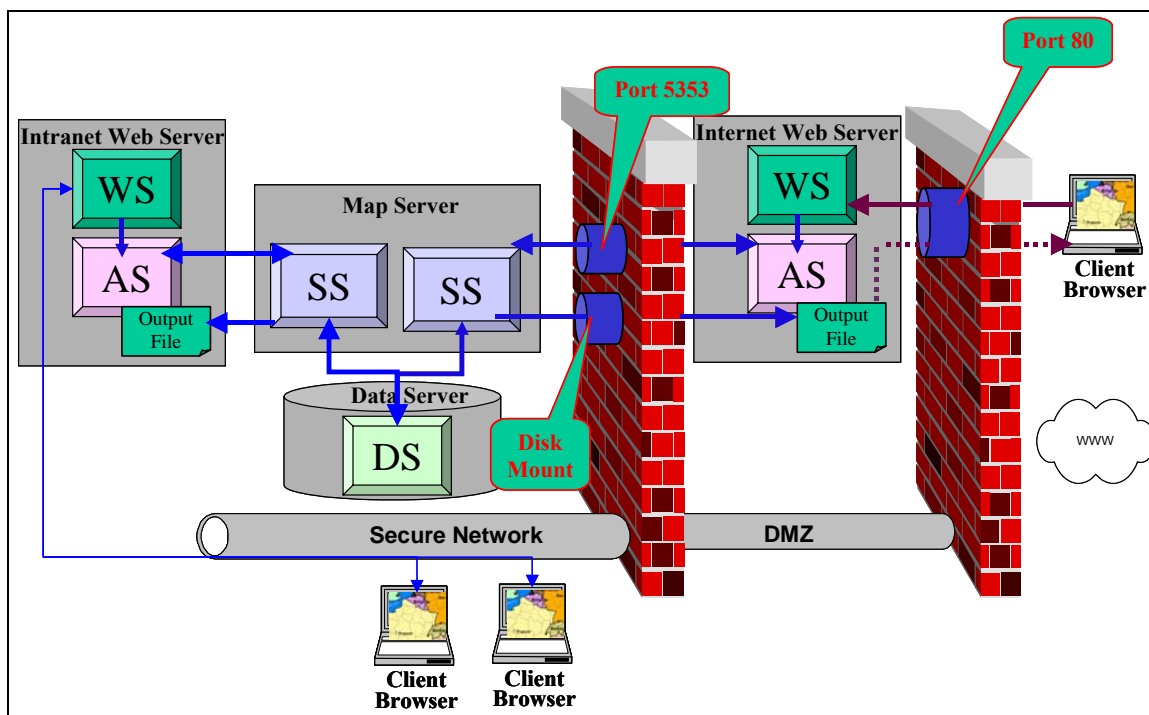 Port 80
Port 5353
Intranet Web Server
WS
AS
Output
File
Map Server
SS
SS
Internet Web Server
WS
AS
Output
File
Client
Browser
Data Server
DS
Disk
Mount
www
Secure Network
DMZ
Client
Browser
Client
Browser